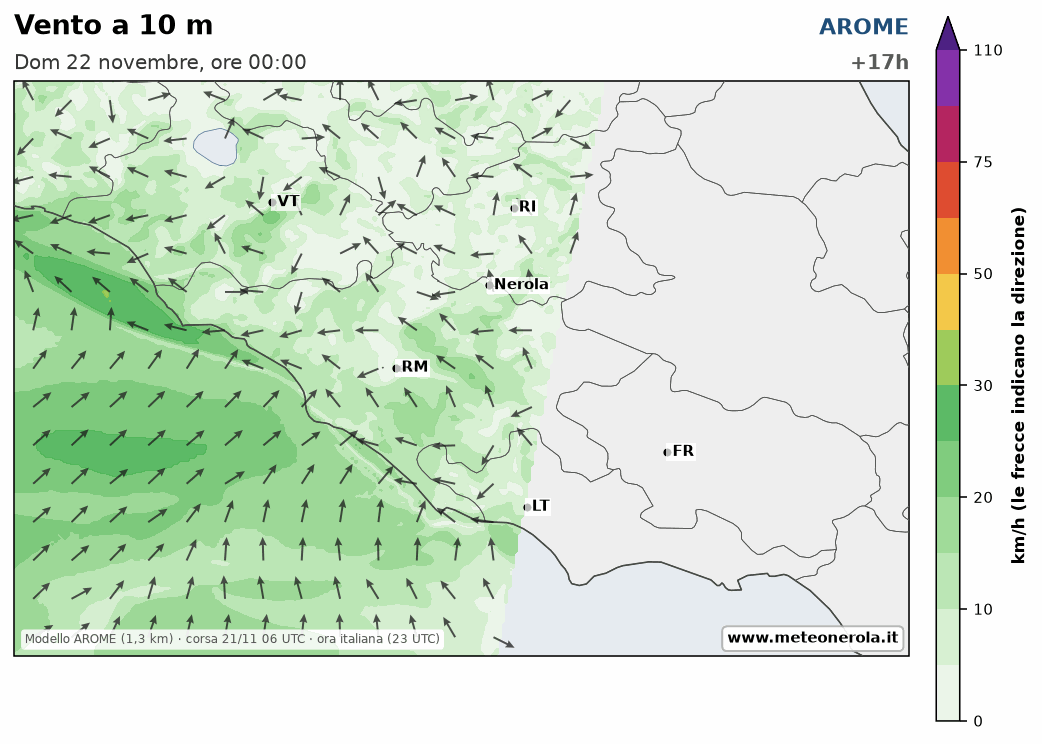 Vento a 10 m
AROME
Dom 22 novembre, ore 00:00
+17h
VT
RI
Nerola
RM
FR
LT
Modello AROME (1,3 km) · corsa 21/11 06 UTC · ora italiana (23 UTC)
www.meteonerola.it
110
75
50
30
20
10
0
km/h (le frecce indicano la direzione)